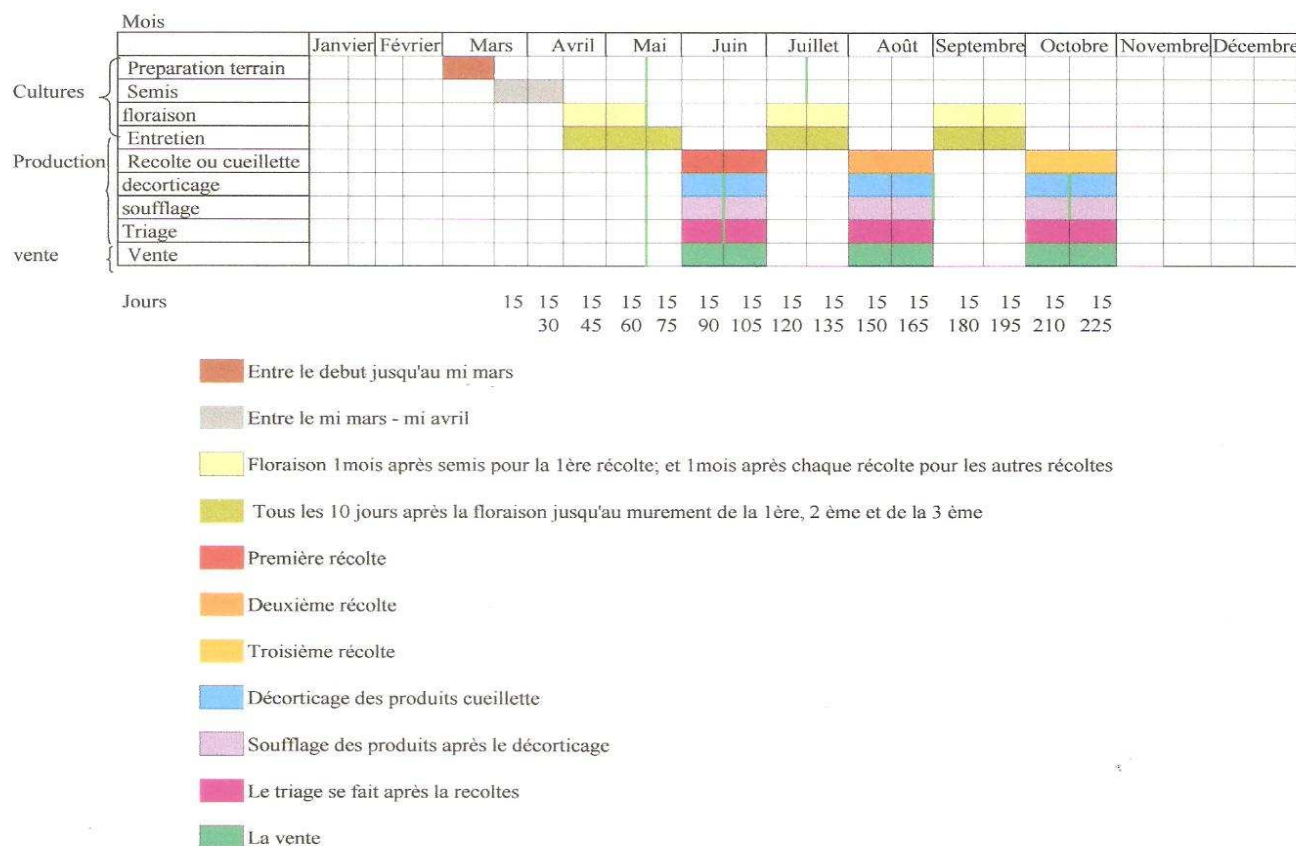 Mois
Janvier Février Mars Avril Mai Juin Juillet Août Septembre Octobre Novembre Décembre
Preparation terrain
Cultures Semis
floraison
Entretien
Production Recolte ou cueillette
decorticage
soufflage
Triage
vente Vente
Jours 15 15 15 15 15 15 15 15 15 15 15 15 15 15 15
30 45 60 75 90 105 120 135 150 165 180 195 210 225
Entre le debut jusqu'au mi mars
Entre le mi mars - mi avril
Floraison 1mois après semis pour la 1ère récolte; et 1mois après chaque récolte pour les autres récoltes
Tous les 10 jours après la floraison jusqu'au murement de la 1ère, 2 ème et de la 3 ème
Première récolte
Deuxième récolte
Troisième récolte
Décorticage des produits cueillette
Soufflage des produits après le décorticage
Le triage se fait après la recoltes
La vente